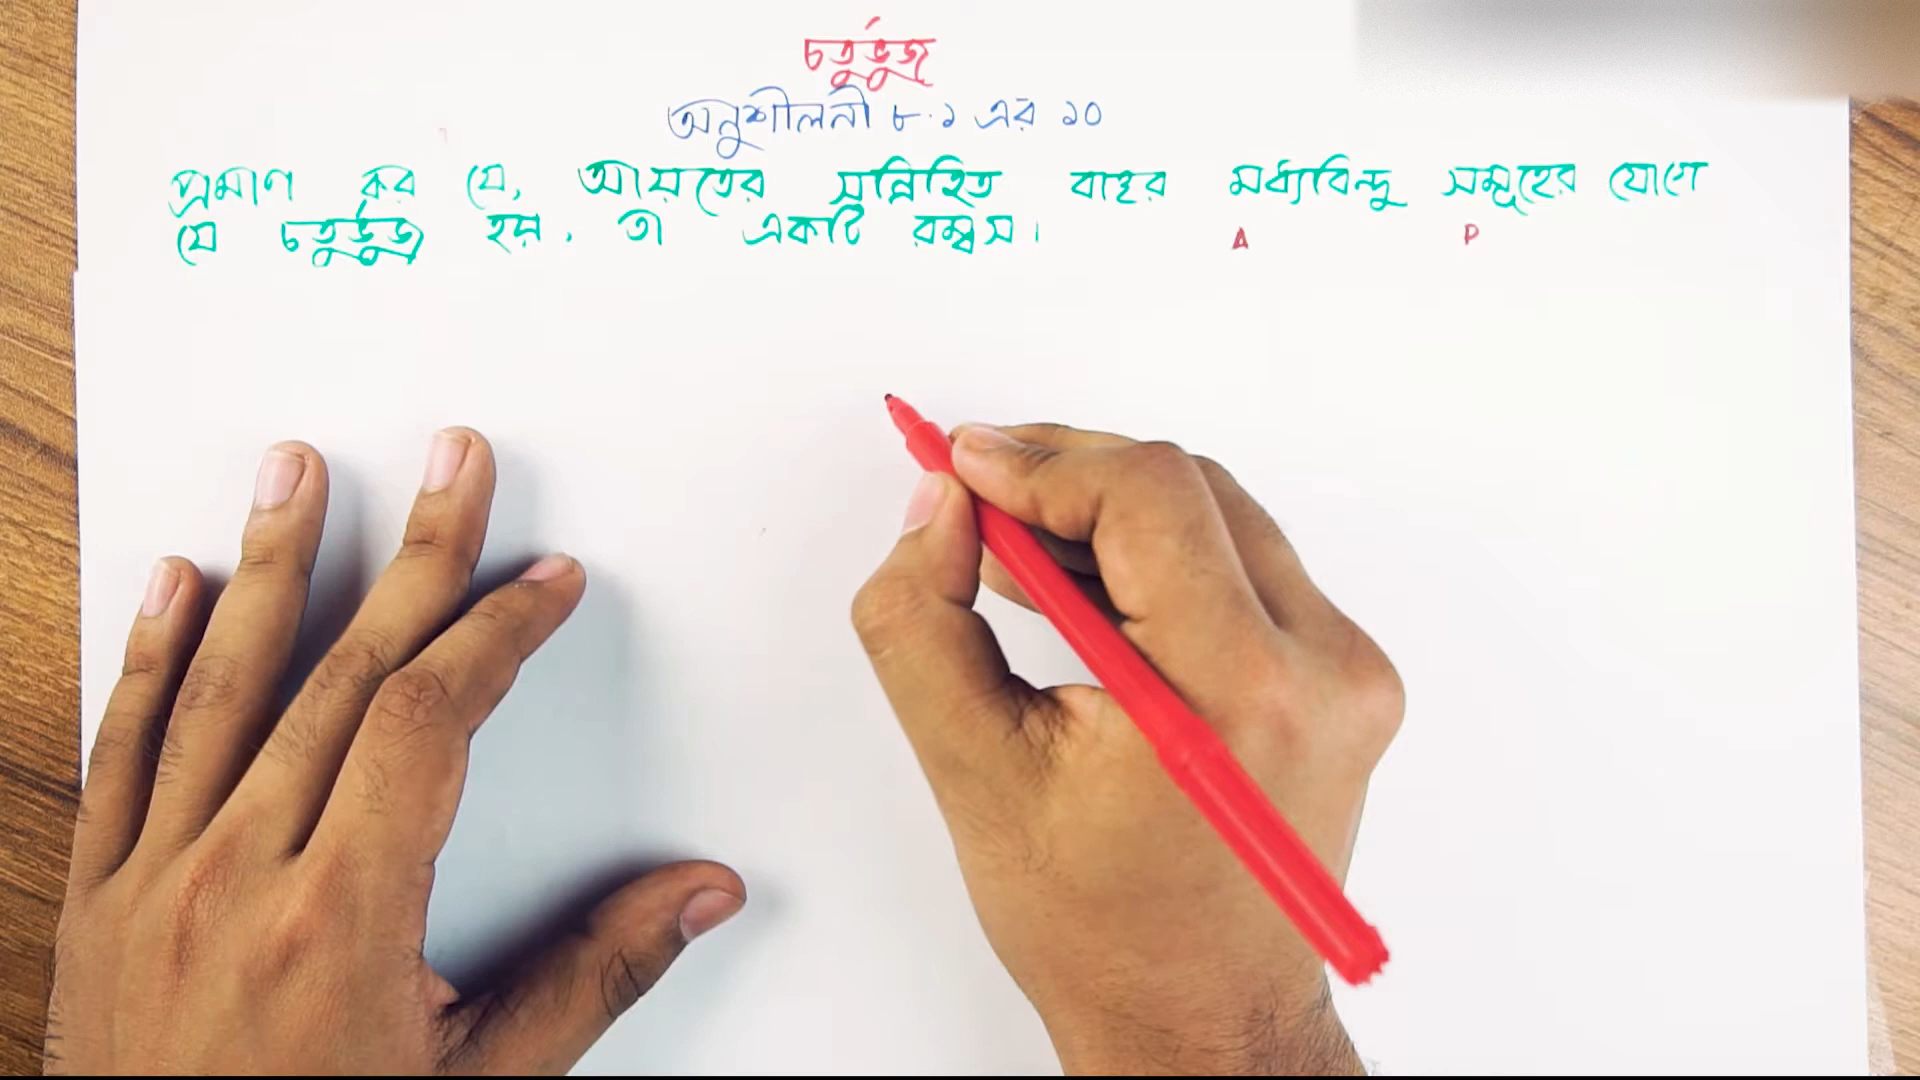 চতুর্ভুজ
অনুশীলনী ৮.১ এর ১০
প্রমাণ কর যে, আয়তের সন্নিহিত বাহুর মধ্যবিন্দু সমূহের যোগে
যে চতুর্ভুজ হয়, তা একটি রম্বস।
A P